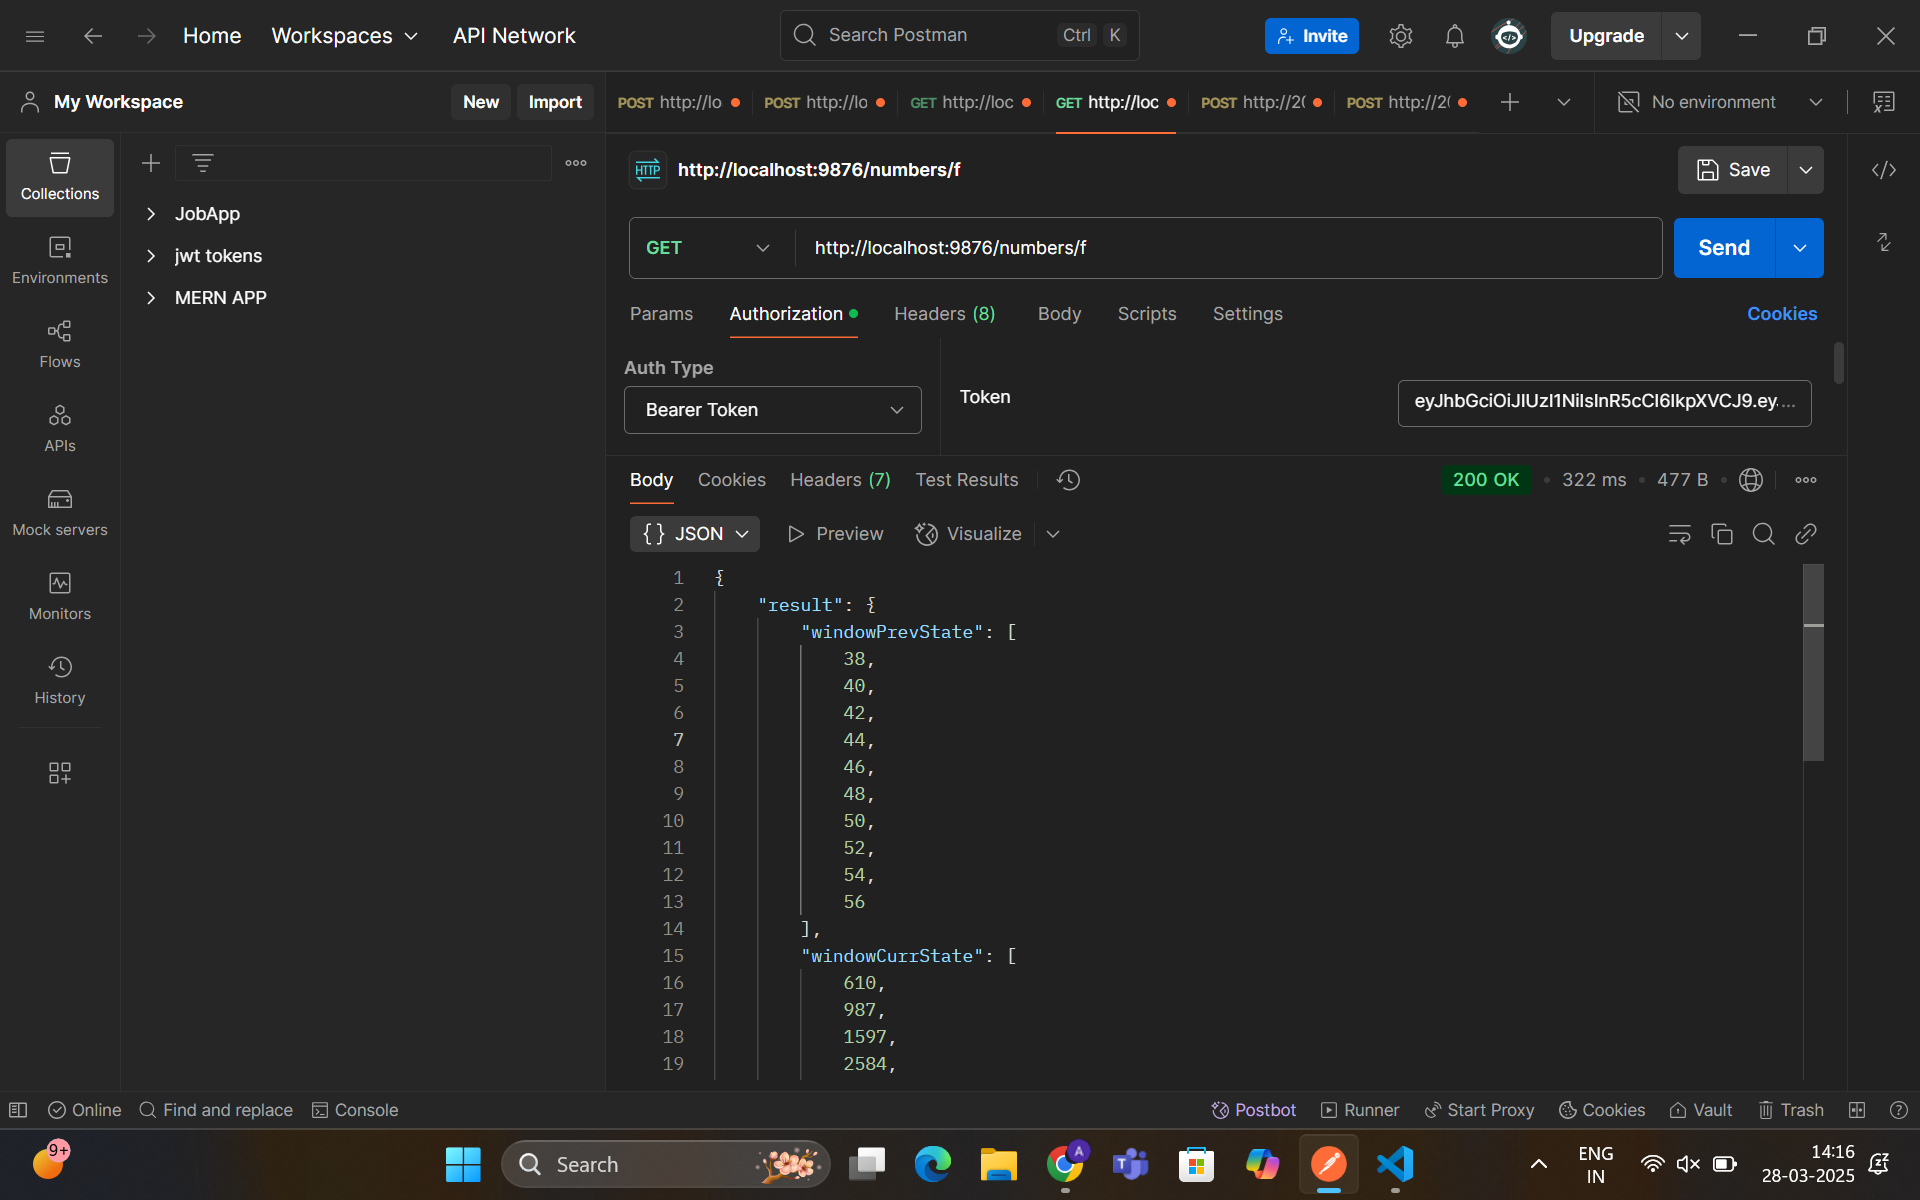 Home Workspaces API Network Search Postman Ctrl K Invite Upgrade
My Workspace New Import POST http://lo POST http://lo GET http://loc GET http://loc POST http://2( POST http://2( No environment
HTTP http://localhost:9876/numbers/f Save
Collections
JobApp
jwt tokens
MERN APP
Environments
Flows
APIs
Mock servers
Monitors
History
GET http://localhost:9876/numbers/f Send
Params Authorization Headers (8) Body Scripts Settings Cookies
Auth Type
Bearer Token
Token eyJhbGciOiJIUzI1NiIsInR5cCI6IkpXVCJ9.ey...
Body Cookies Headers (7) Test Results 200 OK 322 ms 477 B
{} JSON Preview Visualize
1 {
2 "result": {
3 "windowPrevState": [
4 38,
5 40,
6 42,
7 44,
8 46,
9 48,
10 50,
11 52,
12 54,
13 56
14 ],
15 "windowCurrState": [
16 610,
17 987,
18 1597,
19 2584,
Online Find and replace Console Postbot Runner Start Proxy Cookies Vault Trash
9+ Search A ENG 14:16
IN 28-03-2025